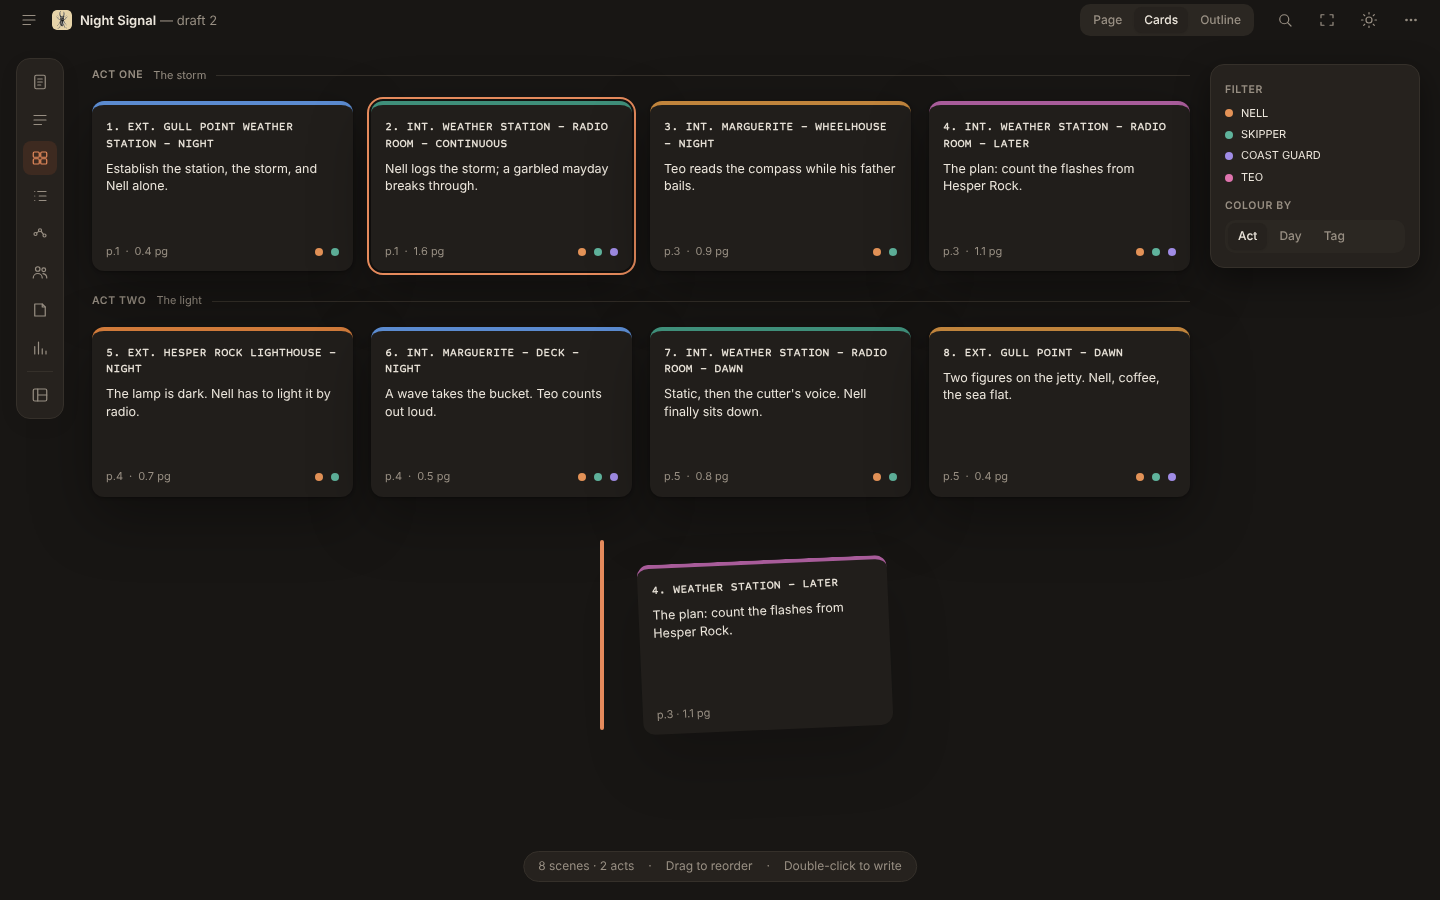 Night Signal — draft 2
Page Cards Outline
ACT ONE The storm
1. EXT. GULL POINT WEATHER
STATION – NIGHT
Establish the station, the storm, and
Nell alone.
p.1 · 0.4 pg
2. INT. WEATHER STATION – RADIO
ROOM – CONTINUOUS
Nell logs the storm; a garbled mayday
breaks through.
p.1 · 1.6 pg
3. INT. MARGUERITE – WHEELHOUSE
– NIGHT
Teo reads the compass while his father
bails.
p.3 · 0.9 pg
4. INT. WEATHER STATION – RADIO
ROOM – LATER
The plan: count the flashes from
Hesper Rock.
p.3 · 1.1 pg
FILTER
NELL
SKIPPER
COAST GUARD
TEO
COLOUR BY
Act Day Tag
ACT TWO The light
5. EXT. HESPER ROCK LIGHTHOUSE –
NIGHT
The lamp is dark. Nell has to light it by
radio.
p.4 · 0.7 pg
6. INT. MARGUERITE – DECK –
NIGHT
A wave takes the bucket. Teo counts
out loud.
p.4 · 0.5 pg
7. INT. WEATHER STATION – RADIO
ROOM – DAWN
Static, then the cutter's voice. Nell
finally sits down.
p.5 · 0.8 pg
8. EXT. GULL POINT – DAWN
Two figures on the jetty. Nell, coffee,
the sea flat.
p.5 · 0.4 pg
4. WEATHER STATION – LATER
The plan: count the flashes from
Hesper Rock.
p.3 · 1.1 pg
8 scenes · 2 acts · Drag to reorder · Double-click to write